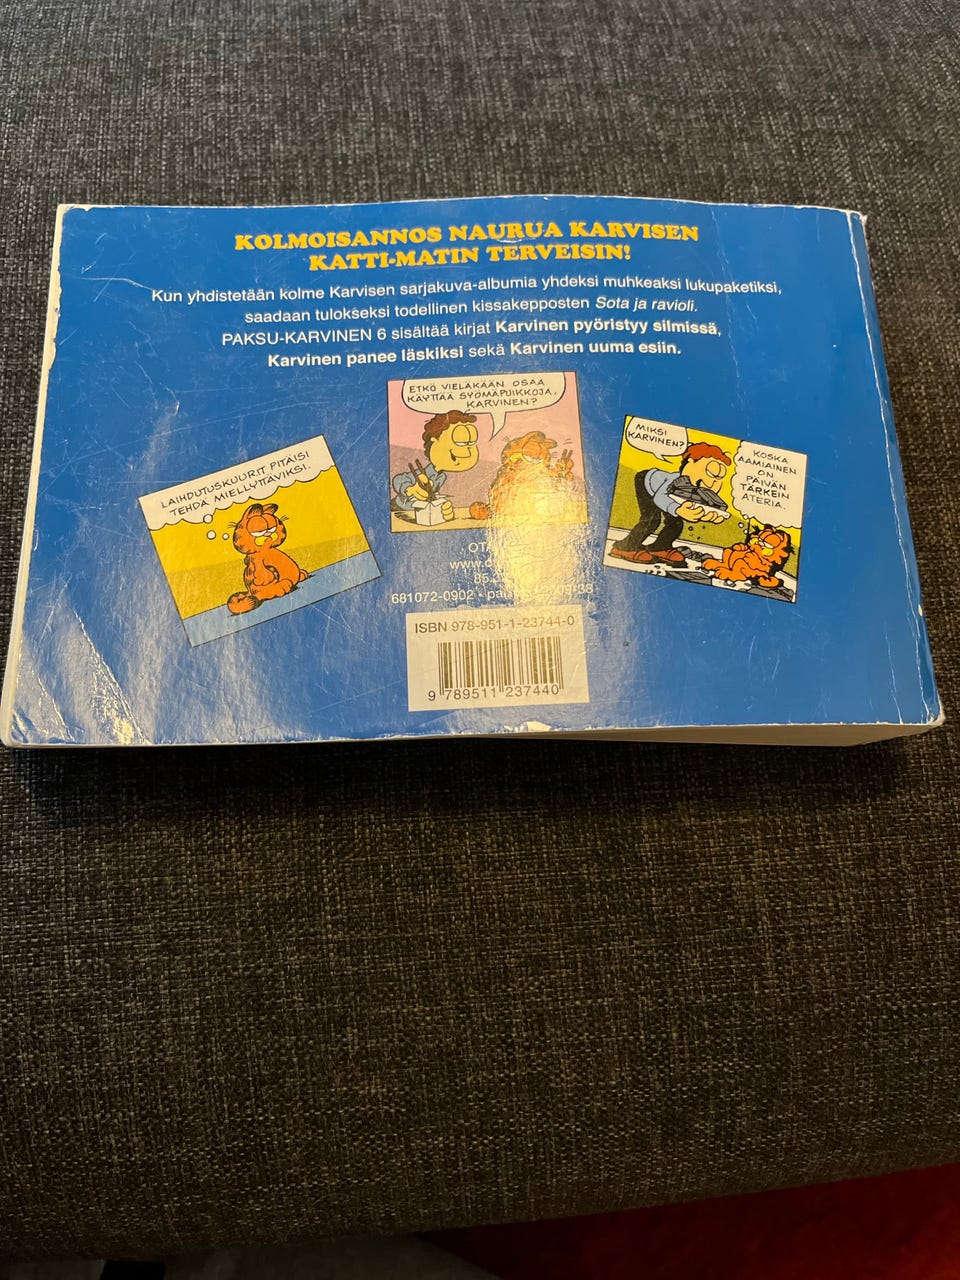 KOLMOISANNOS NAURUA KARVISEN
KATTI-MATIN TERVEISIN!
Kun yhdistetään kolme Karvisen sarjakuva-albumia yhdeksi muhkeaksi lukupaketiksi,
saadaan tulokseksi todellinen kissakepposten Sota ja ravioli.
PAKSU-KARVINEN 6 sisältää kirjat Karvinen pyöristyy silmissä,
Karvinen panee läskiksi sekä Karvinen uuma esiin.
LAIHDUTUSKUURIT PITÄISI
TEHDÄ MIELLYTTÄVIKSI.
ETKÖ VIELÄKÄÄN OSAA
KÄYTTÄÄ SYÖMÄPUIKKOJA,
KARVINEN?
MIKSI
KARVINEN?
KOSKA
AAMIAINEN
ON
PÄIVÄN
TÄRKEIN
ATERIA.
85.
681072-0902 •
ISBN 978-951-1-23744-0
9 789511 237440